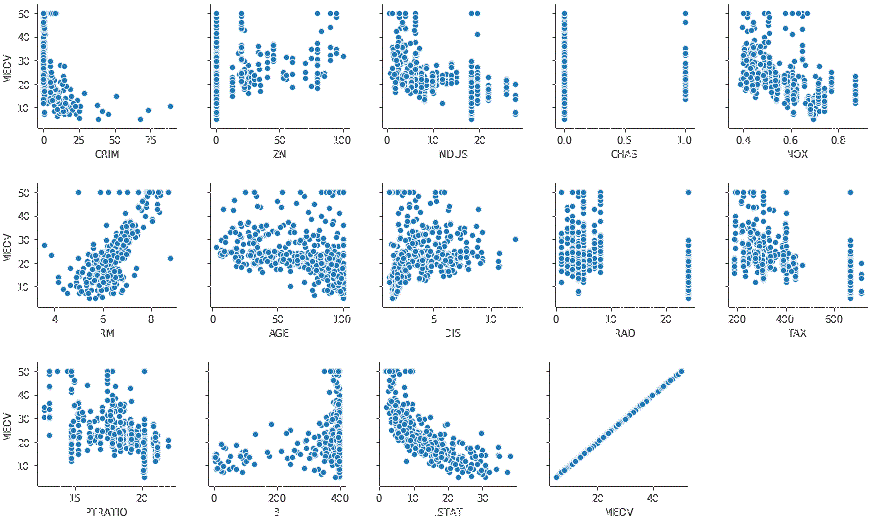 50
40
30
20
10
MEDV
0 25 50 75
CRIM
0 50 100
ZN
0 10 20
INDUS
0.0 0.5 1.0
CHAS
0.4 0.6 0.8
NOX
50
40
30
20
10
MEDV
4 6 8
RM
0 50 100
AGE
5 10
DIS
0 10 20
RAD
200 400 600
TAX
50
40
30
20
10
MEDV
15 20
PTRATIO
0 200 400
B
0 10 20 30
LSTAT
20 40
MEDV